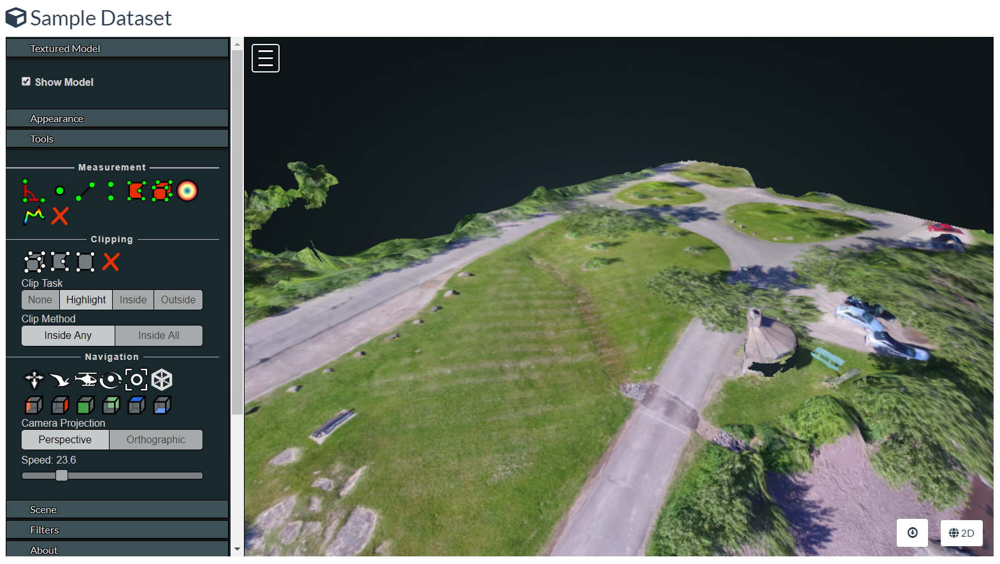 Sample Dataset
Textured Model
Show Model
Appearance
Tools
Measurement
Clipping
Clip Task
None Highlight Inside Outside
Clip Method
Inside Any Inside All
Navigation
Camera Projection
Perspective Orthographic
Speed: 23.6
Scene
Filters
About
2D